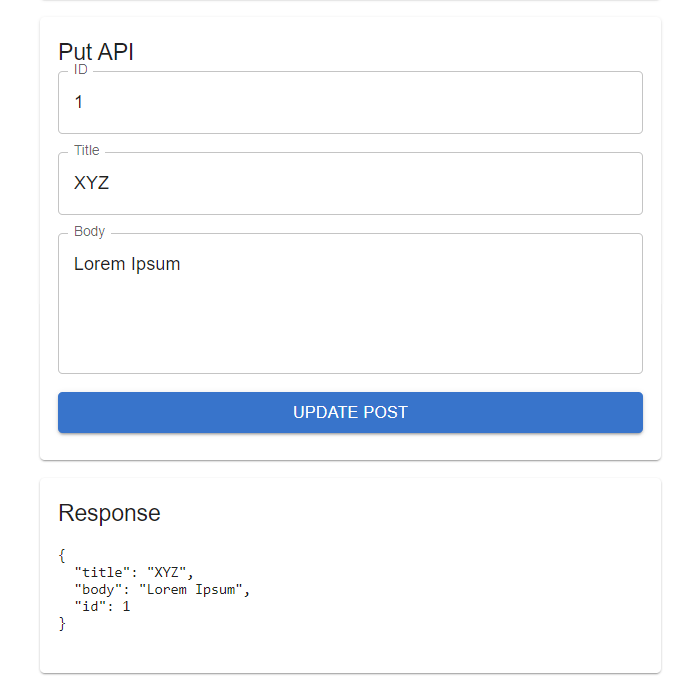 Put API
ID
1
Title
XYZ
Body
Lorem Ipsum
UPDATE POST
Response
{
  "title": "XYZ",
  "body": "Lorem Ipsum",
  "id": 1
}